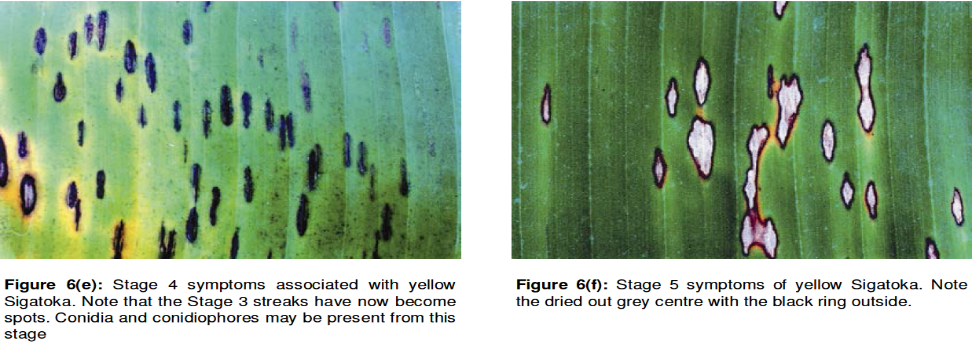 Figure 6(e): Stage 4 symptoms associated with yellow
Sigatoka. Note that the Stage 3 streaks have now become
spots. Conidia and conidiophores may be present from this
stage
Figure 6(f): Stage 5 symptoms of yellow Sigatoka. Note
the dried out grey centre with the black ring outside.